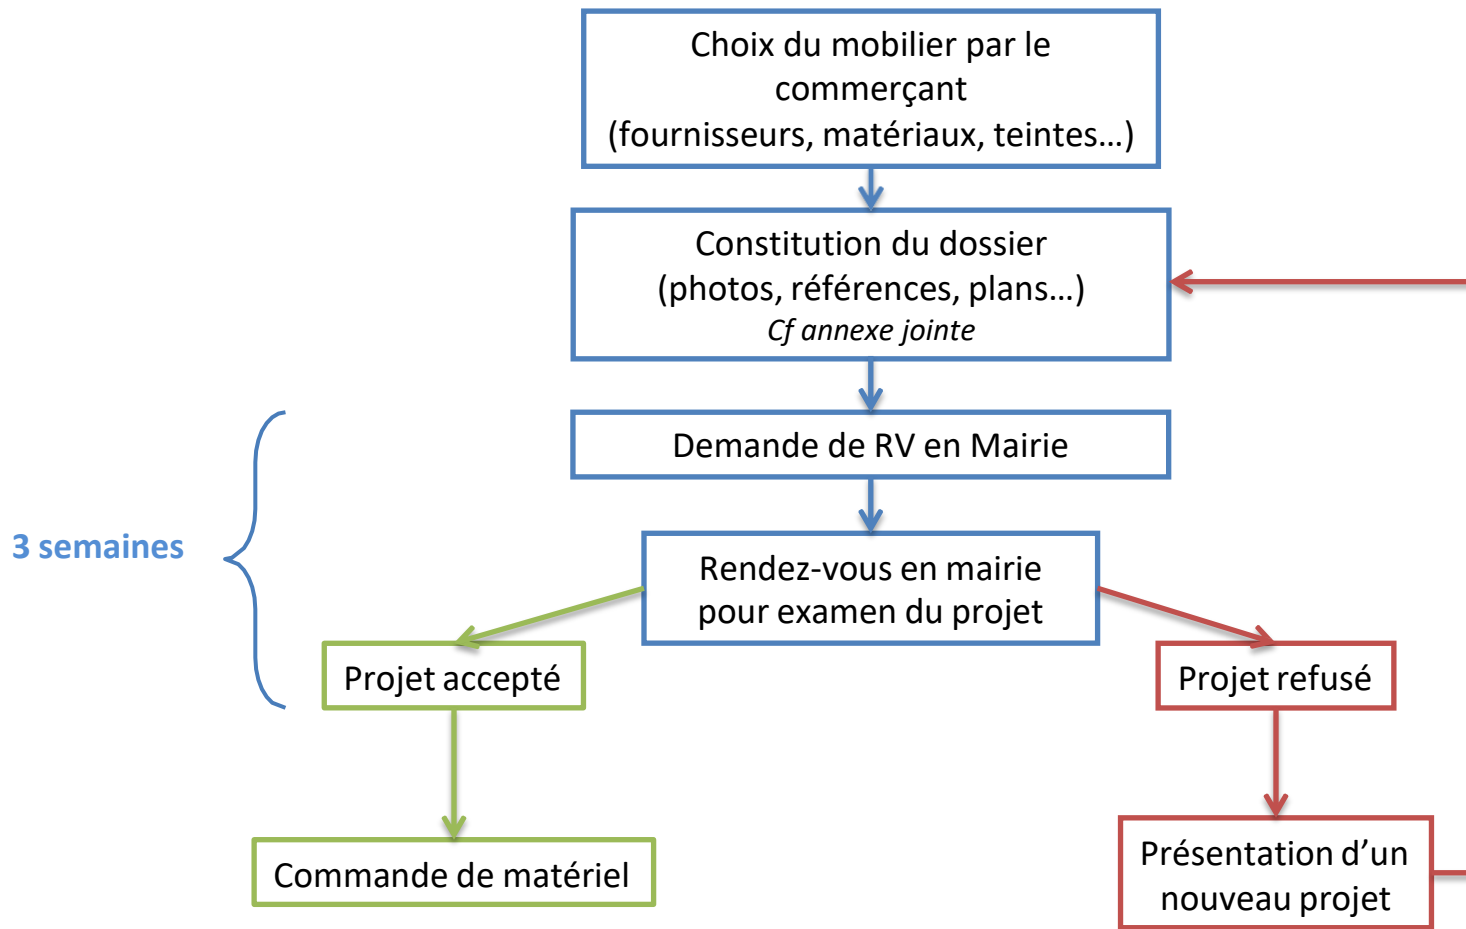 Choix du mobilier par le
commerçant
(fournisseurs, matériaux, teintes…)
Constitution du dossier
(photos, références, plans…)
Cf annexe jointe
Demande de RV en Mairie
3 semaines
Rendez-vous en mairie
pour examen du projet
Projet accepté
Projet refusé
Commande de matériel
Présentation d’un
nouveau projet